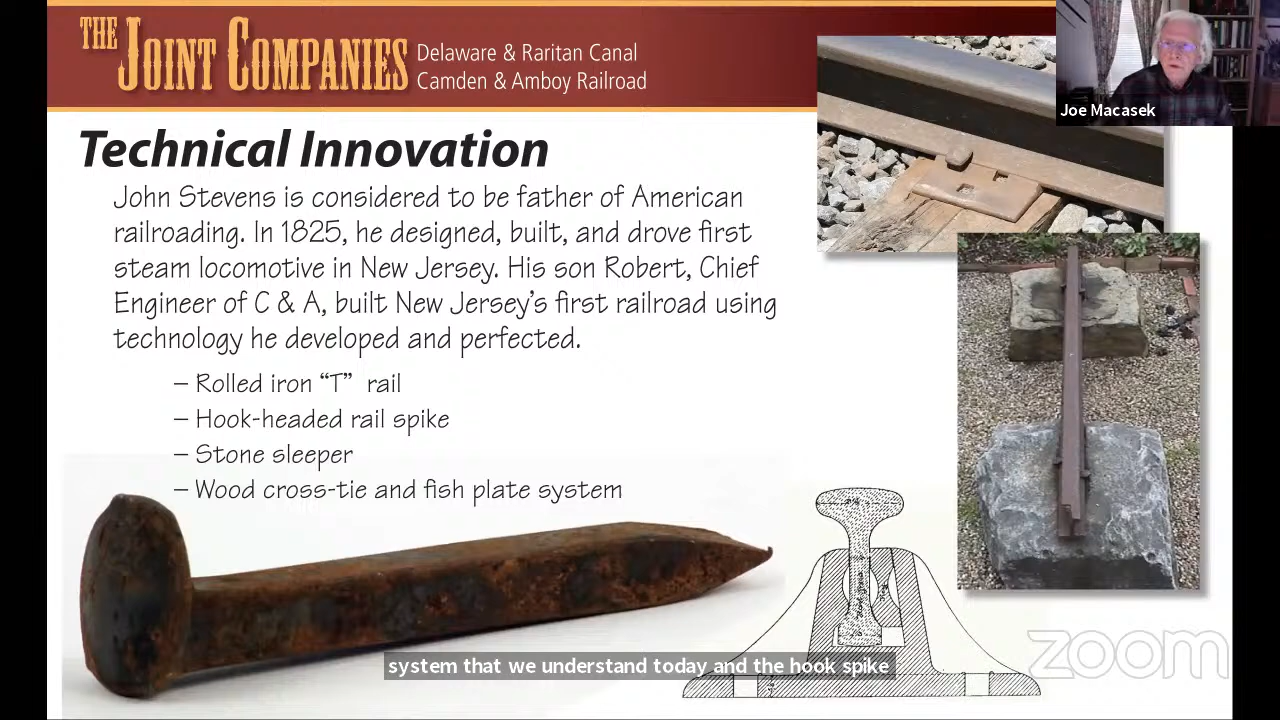 THE JOINT COMPANIES
Delaware & Raritan Canal
Camden & Amboy Railroad
Joe Macasek
Technical Innovation
John Stevens is considered to be father of American
railroading. In 1825, he designed, built, and drove first
steam locomotive in New Jersey. His son Robert, Chief
Engineer of C & A, built New Jersey's first railroad using
technology he developed and perfected.
– Rolled iron “T” rail
– Hook-headed rail spike
– Stone sleeper
– Wood cross-tie and fish plate system
system that we understand today and the hook spike
zoom